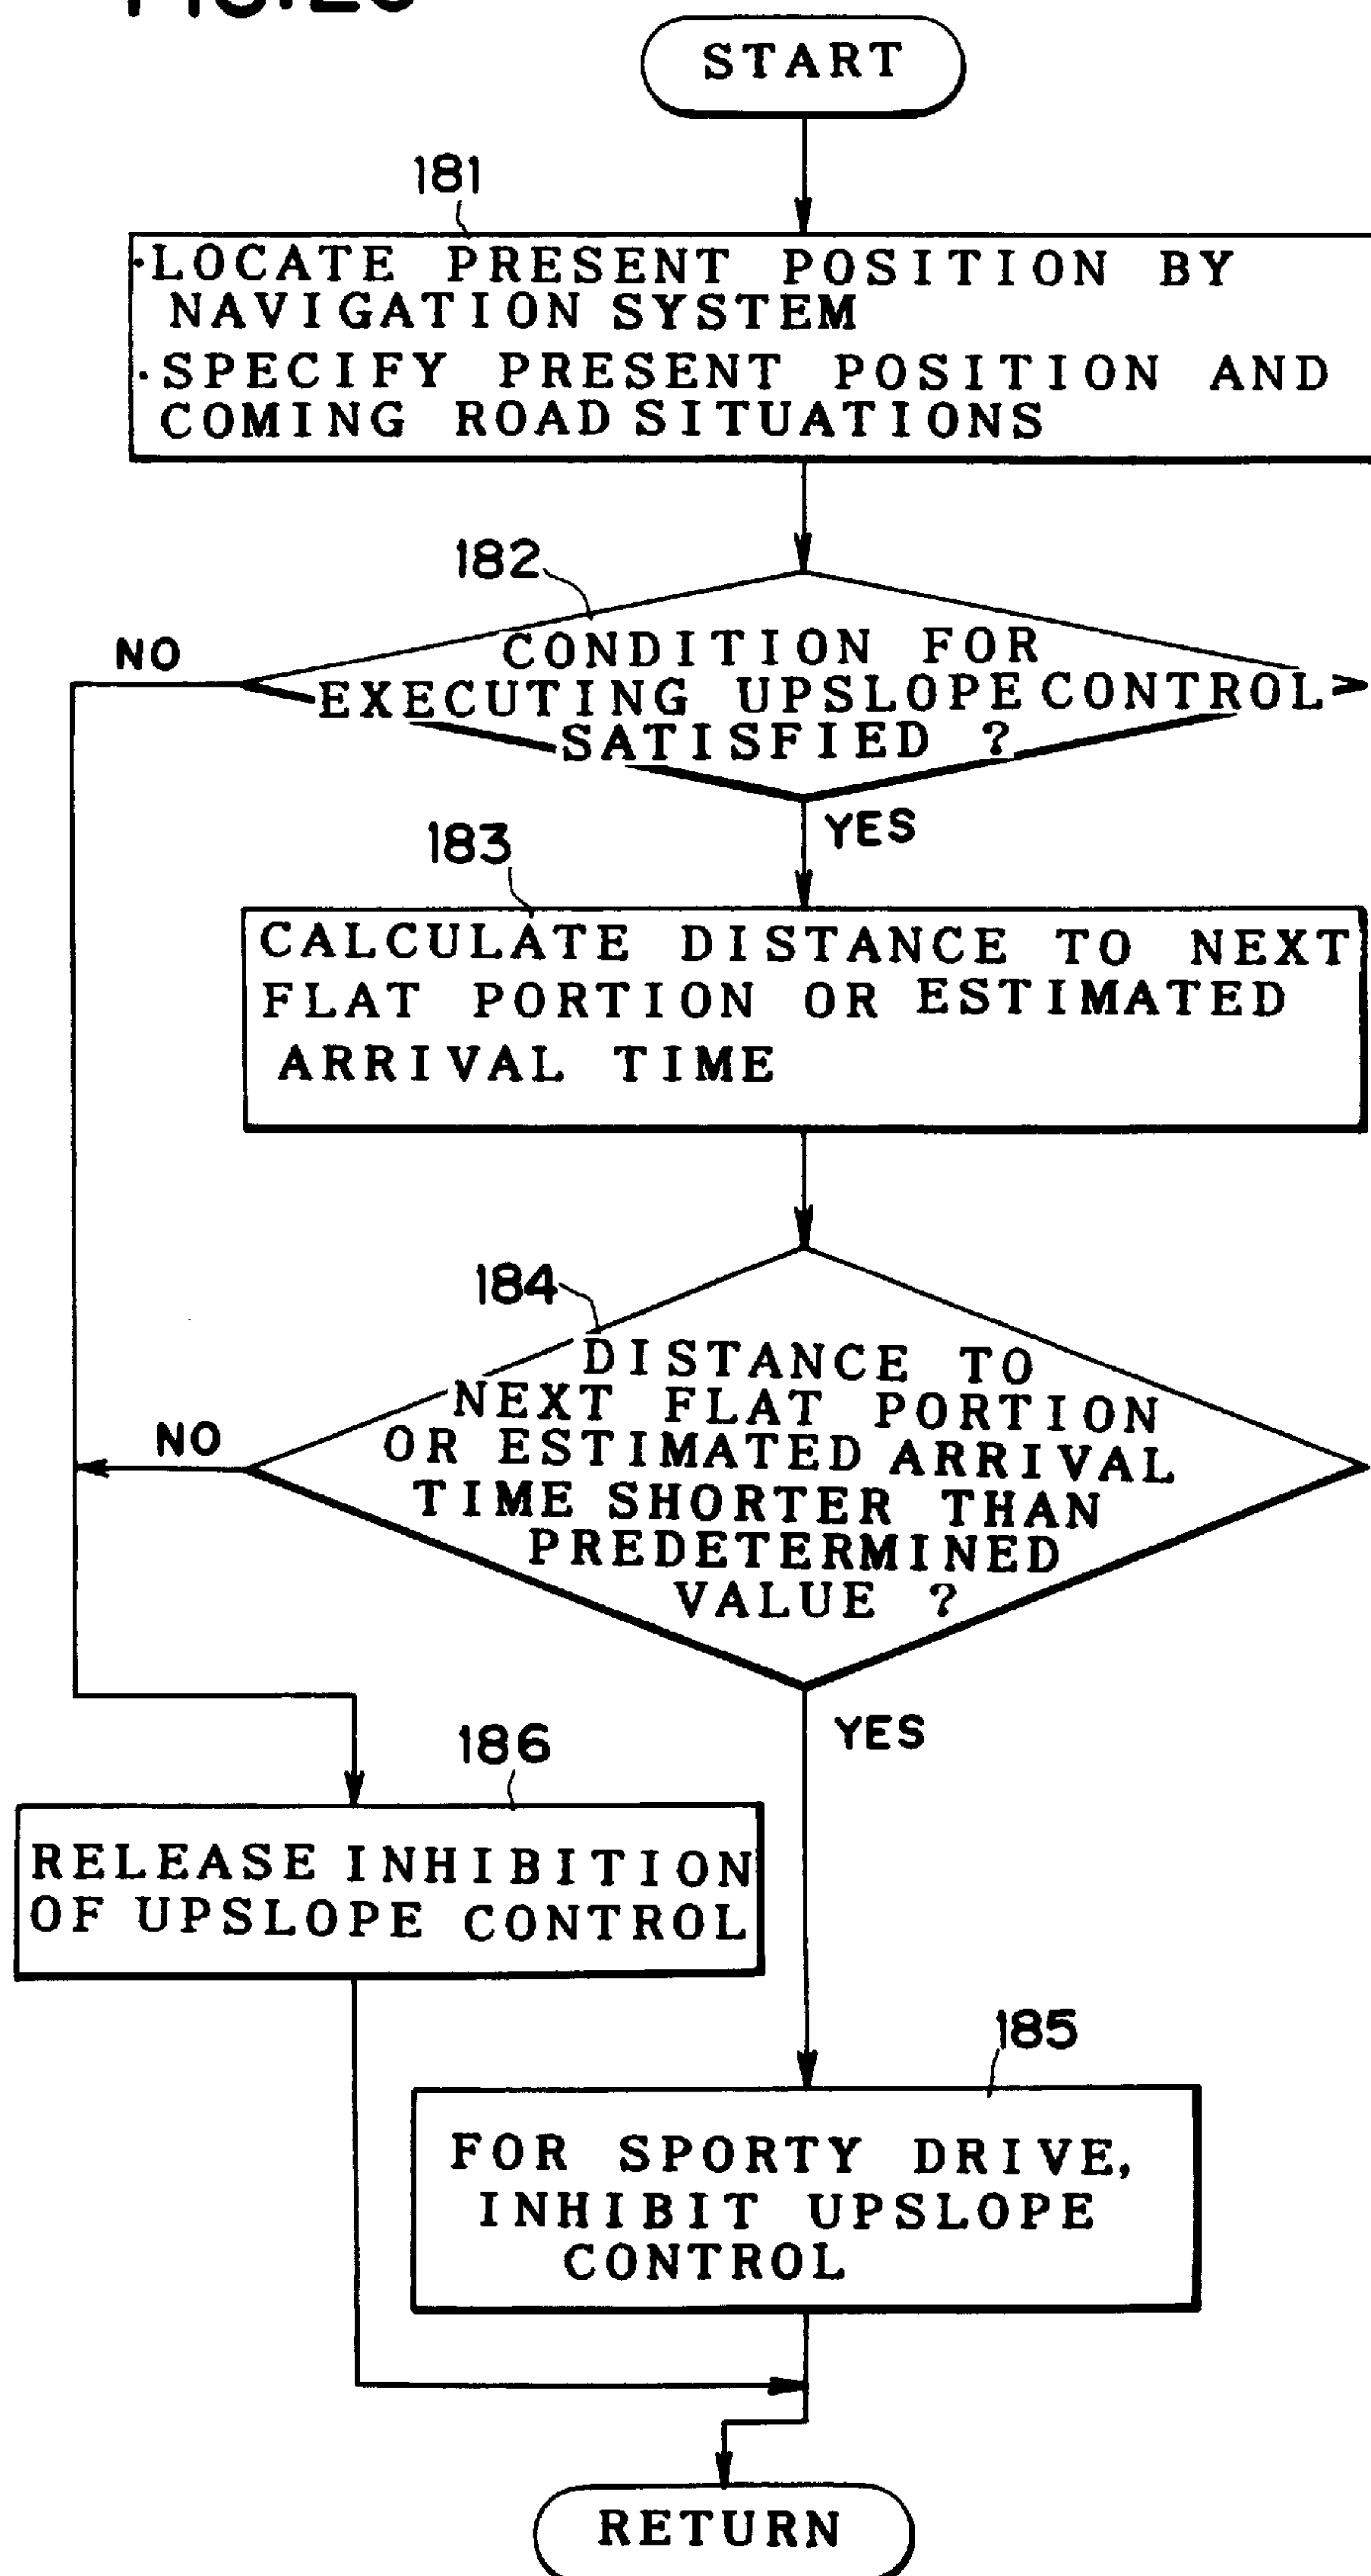 START
181
·LOCATE PRESENT POSITION BY
NAVIGATION SYSTEM
·SPECIFY PRESENT POSITION AND
COMING ROAD SITUATIONS
182
NO
CONDITION FOR
EXECUTING UPSLOPE CONTROL
SATISFIED ?
YES
183
CALCULATE DISTANCE TO NEXT
FLAT PORTION OR ESTIMATED
ARRIVAL TIME
184
NO
DISTANCE TO
NEXT FLAT PORTION
OR ESTIMATED ARRIVAL
TIME SHORTER THAN
PREDETERMINED
VALUE ?
YES
186
RELEASE INHIBITION
OF UPSLOPE CONTROL
185
FOR SPORTY DRIVE,
INHIBIT UPSLOPE
CONTROL
RETURN